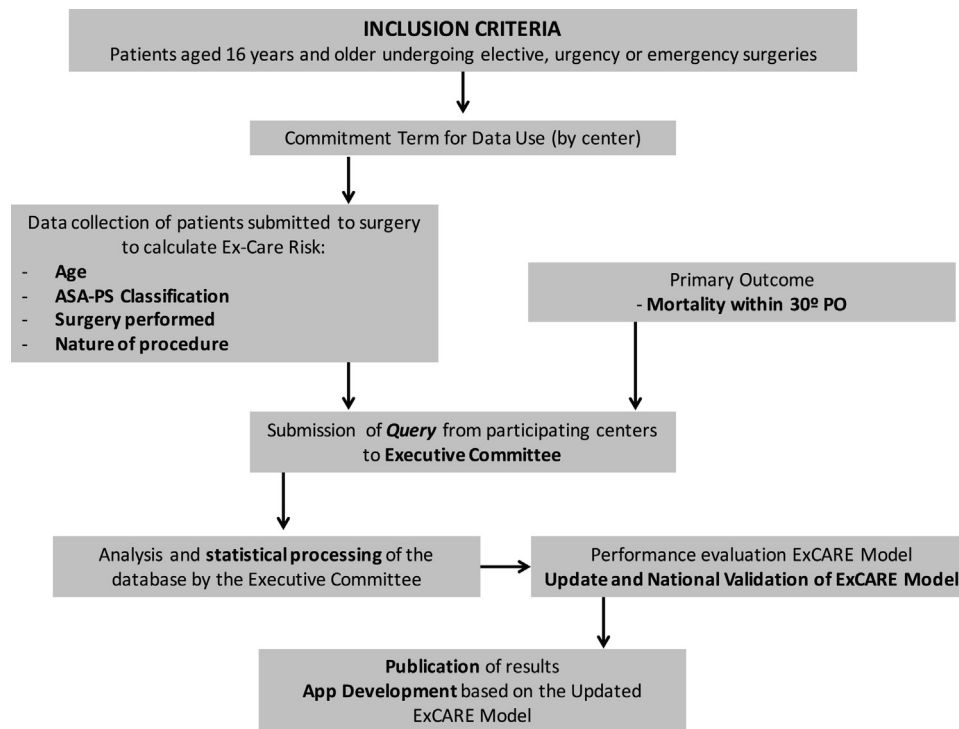 INCLUSION CRITERIA
Patients aged 16 years and older undergoing elective, urgency or emergency surgeries
Commitment Term for Data Use (by center)
Data collection of patients submitted to surgery
to calculate Ex-Care Risk:
- Age
- ASA-PS Classification
- Surgery performed
- Nature of procedure
Primary Outcome
- Mortality within 30º PO
Submission of Query from participating centers
to Executive Committee
Analysis and statistical processing of the
database by the Executive Committee
Performance evaluation ExCARE Model
Update and National Validation of ExCARE Model
Publication of results
App Development based on the Updated
ExCARE Model